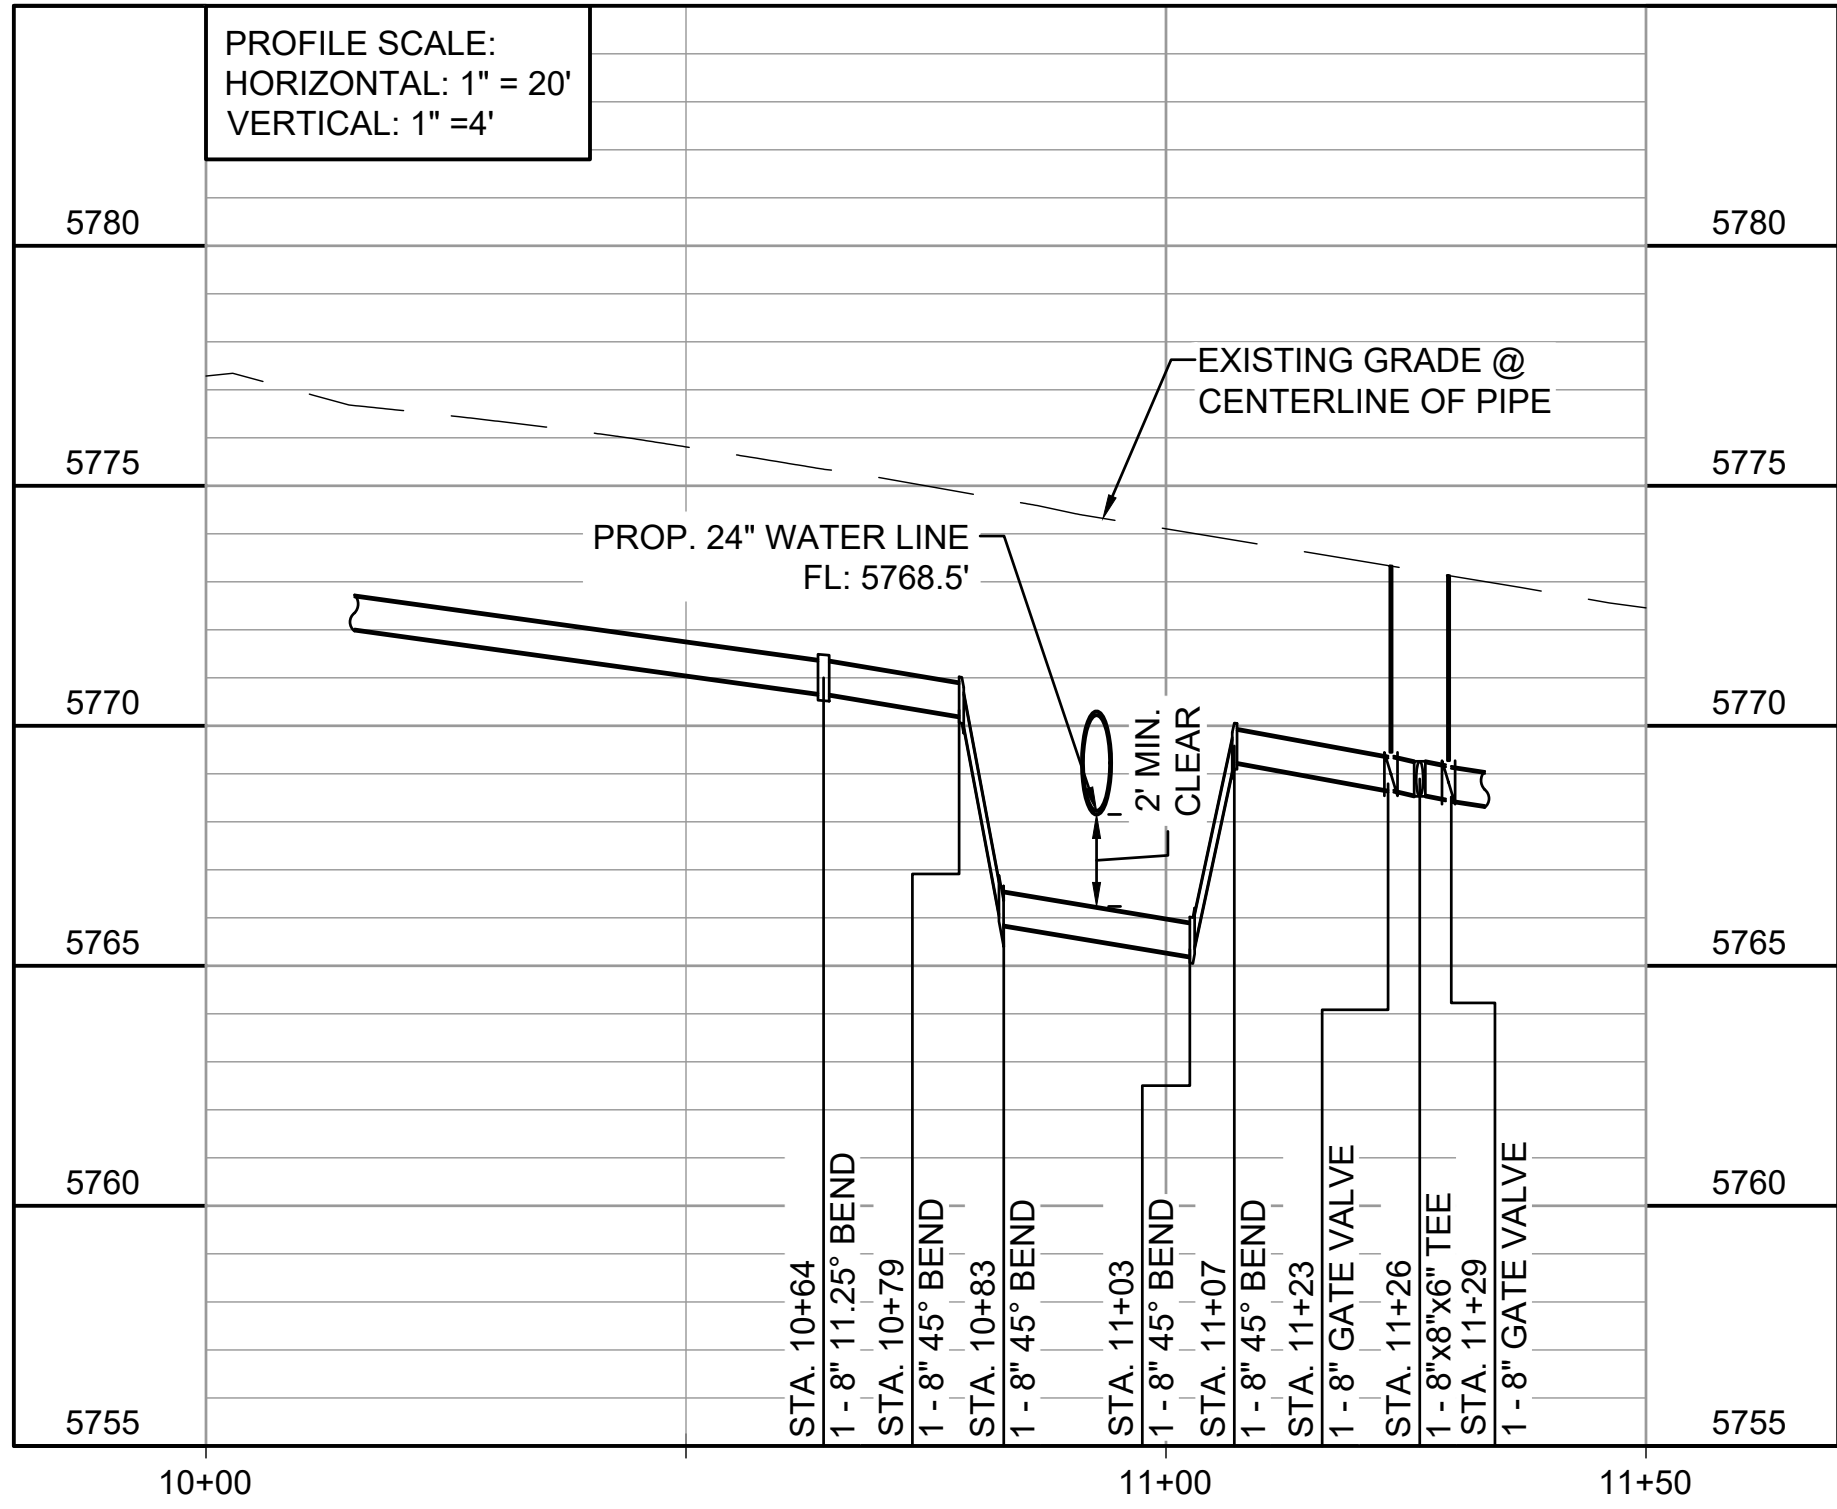 PROFILE SCALE:
HORIZONTAL: 1" = 20'
VERTICAL: 1" =4'
5780
5780
EXISTING GRADE @
CENTERLINE OF PIPE
5775
5775
PROP. 24" WATER LINE
FL: 5768.5'
5770
5770
2' MIN.
CLEAR
5765
5765
5760
5760
STA. 10+64
1 - 8" 11.25° BEND
STA. 10+79
1 - 8" 45° BEND
STA. 10+83
1 - 8" 45° BEND
STA. 11+03
1 - 8" 45° BEND
STA. 11+07
1 - 8" 45° BEND
STA. 11+23
1 - 8" GATE VALVE
STA. 11+26
1 - 8"x8"x6" TEE
STA. 11+29
1 - 8" GATE VALVE
5755
5755
10+00
11+00
11+50